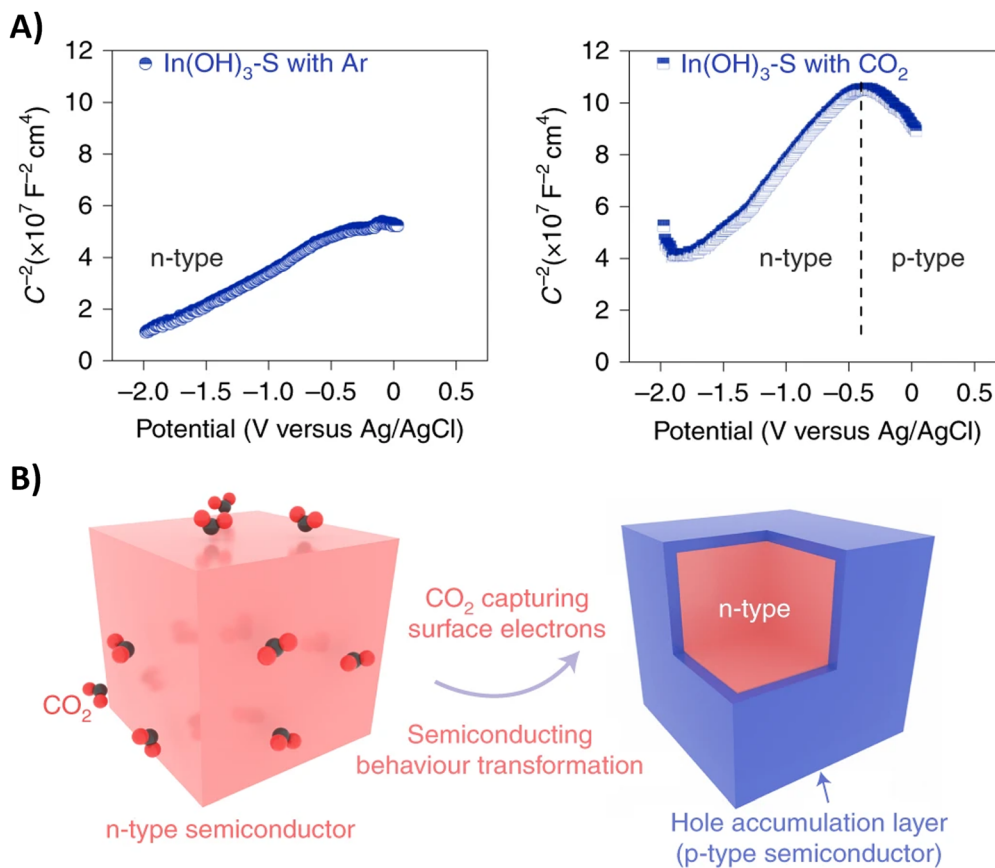 A)
In(OH)₃-S with Ar
12
10
8
6
4
2
0
C⁻² (×10⁷ F⁻² cm⁴)
n-type
−2.0 −1.5 −1.0 −0.5 0 0.5
Potential (V versus Ag/AgCl)
In(OH)₃-S with CO₂
12
10
8
6
4
2
0
C⁻² (×10⁷ F⁻² cm⁴)
n-type p-type
−2.0 −1.5 −1.0 −0.5 0 0.5
Potential (V versus Ag/AgCl)
B)
CO₂
n-type semiconductor
CO₂ capturing
surface electrons
Semiconducting
behaviour transformation
n-type
Hole accumulation layer
(p-type semiconductor)